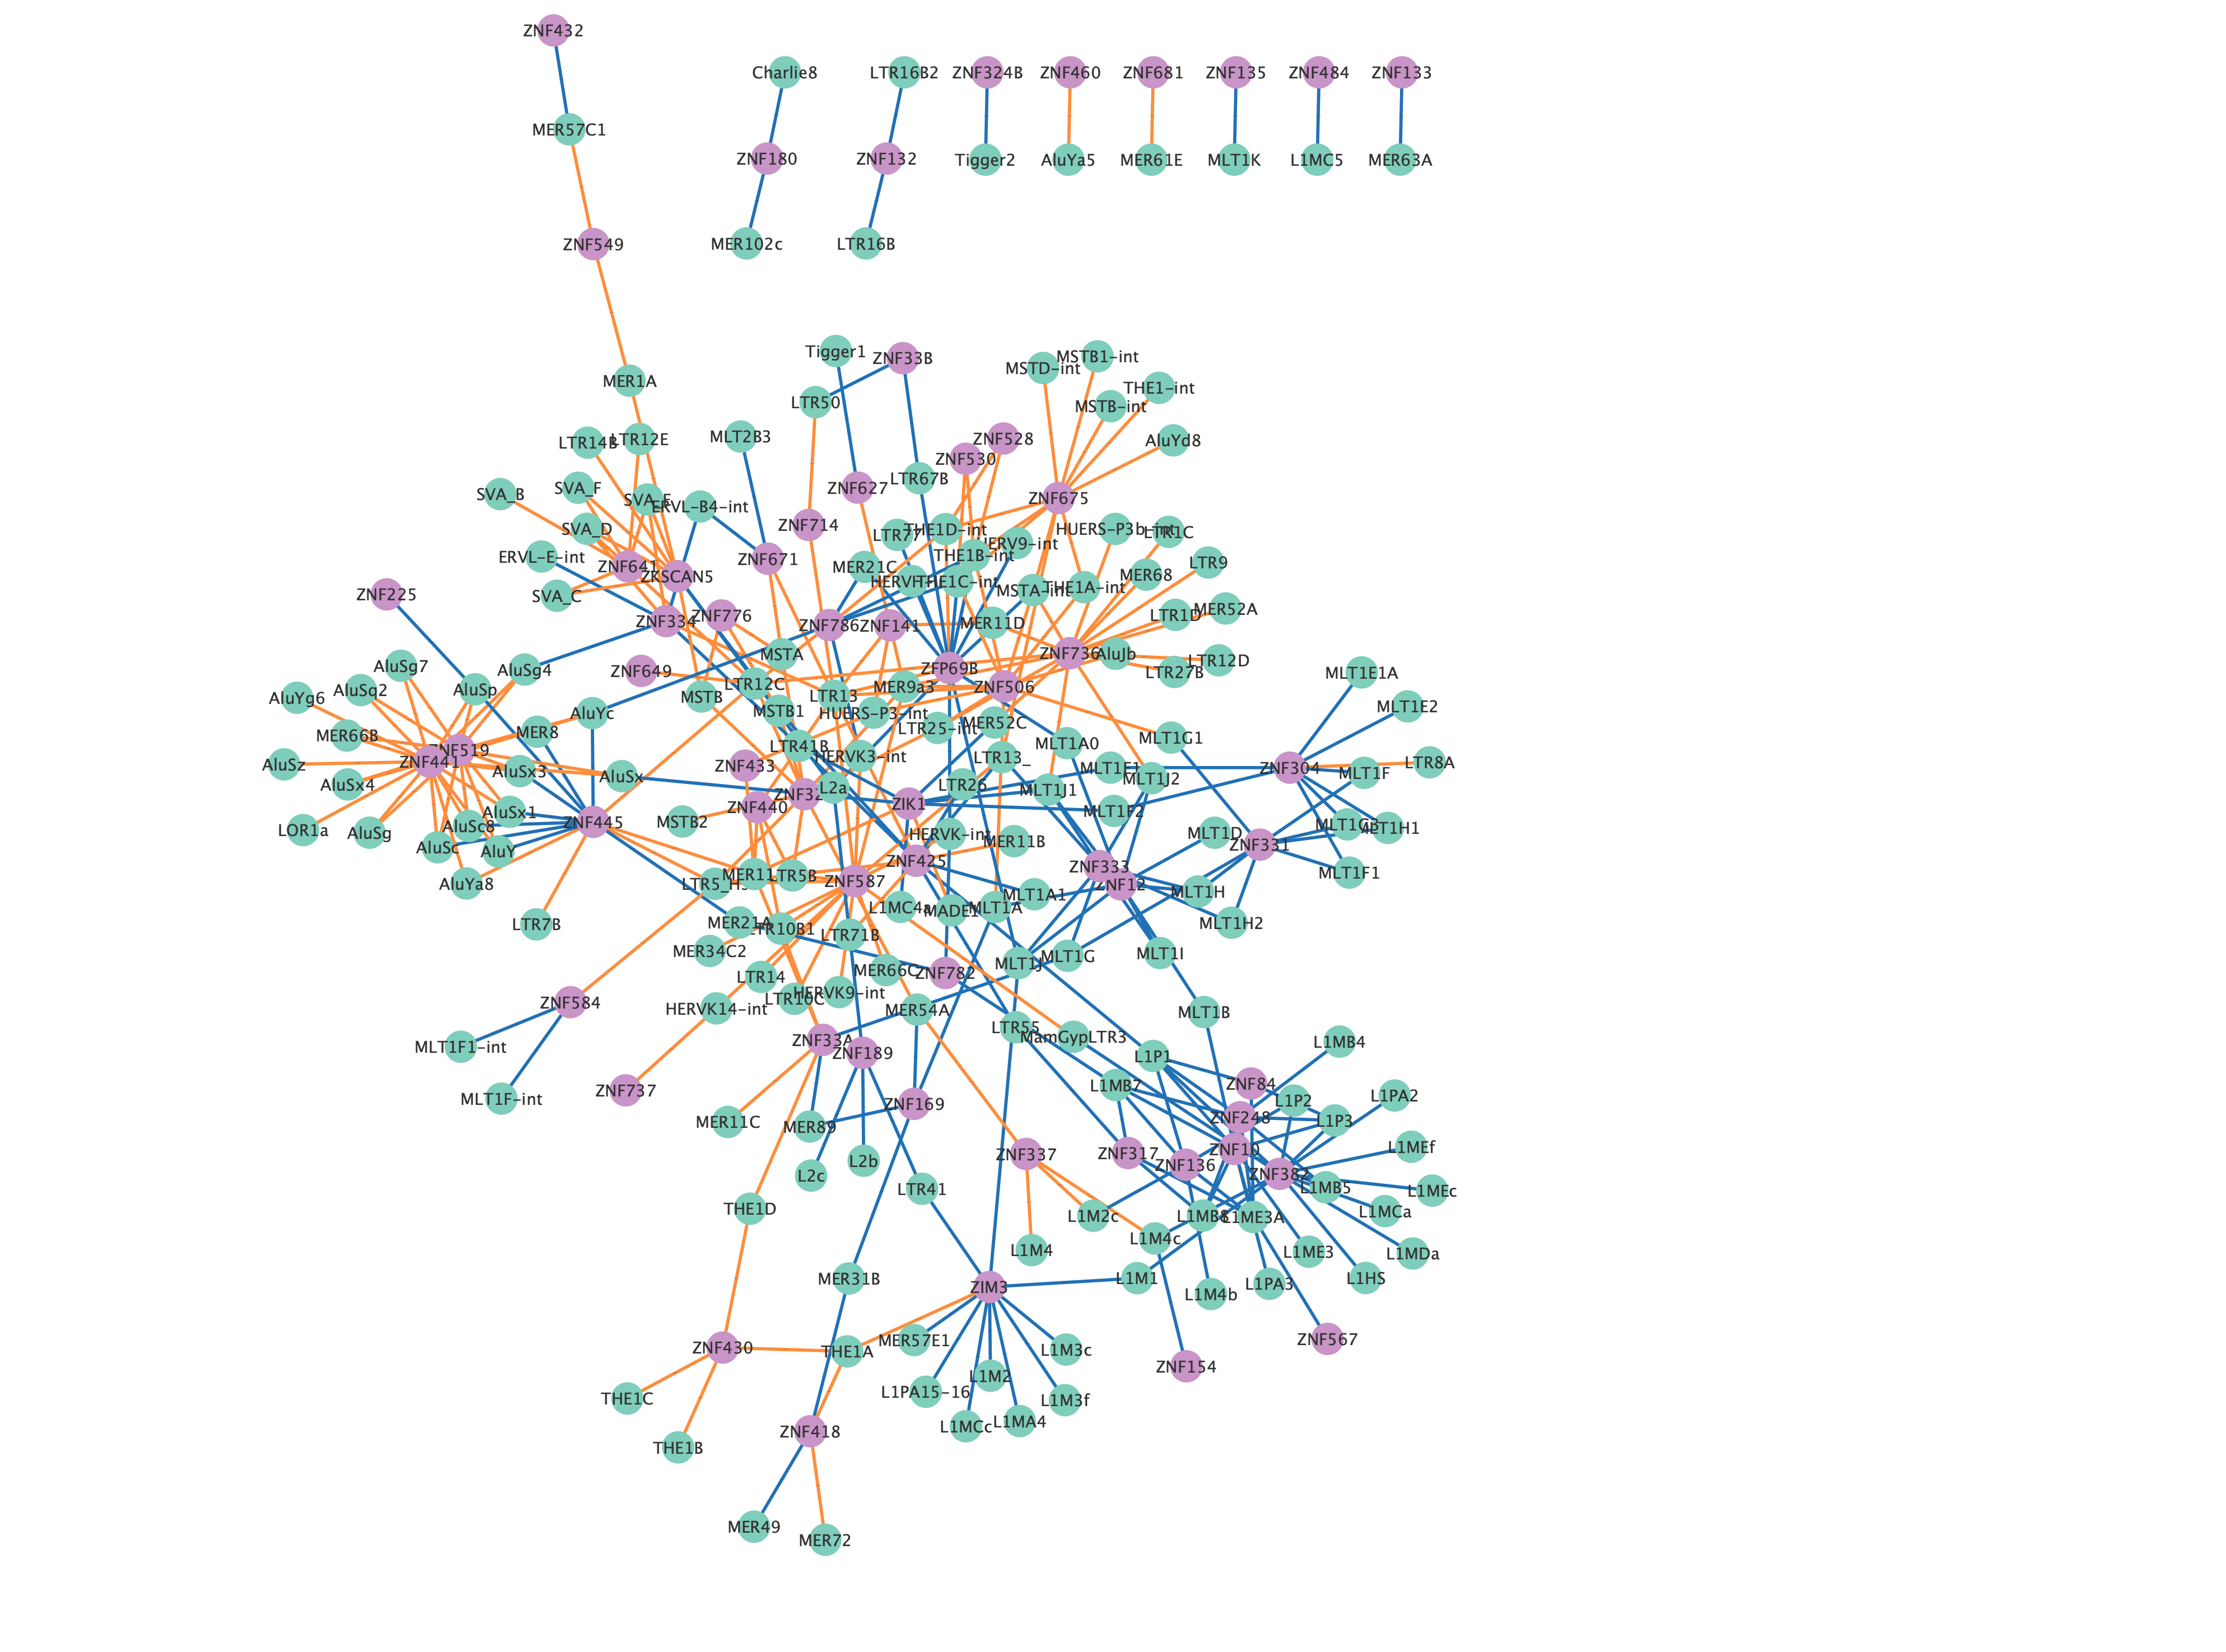 ZNF432
Charlie8
LTR16B2
ZNF324B
ZNF460
ZNF681
ZNF135
ZNF484
ZNF133
MER57C1
ZNF180
ZNF132
Tigger2
AluYa5
MER61E
MLT1K
L1MC5
MER63A
ZNF549
MER102c
LTR16B
Tigger1
ZNF33B
MSTB1-int
MSTD-int
MER1A
THE1-int
LTR50
MSTB-int
LTR14B
LTR12E
MLT2B3
ZNF528
AluYd8
ZNF530
LTR67B
SVA_B
SVA_F
ZNF627
SVA_E
ERVL-B4-int
ZNF675
SVA_D
ZNF714
LTR77
THE1D-int
HUERS-P3b-int
LTR1C
HERV9-int
ERVL-E-int
ZNF671
THE1B-int
LTR9
ZNF641
ZKSCAN5
MER21C
THE1C-int
MSTA-int
THE1A-int
MER68
ZNF225
SVA_C
ZNF334
ZNF776
ZNF786
ZNF141
MER11D
LTR1D
MER52A
MSTA
ZNF736
AluJb
LTR12D
AluSg7
AluSg4
ZNF649
ZFP69B
LTR27B
AluYg6
AluSq2
AluSp
MSTB
LTR12C
LTR13
MER9a3
ZNF506
MLT1E1A
AluYc
MSTB1
HUERS-P3-int
LTR25-int
MER52C
MLT1E2
MER66B
MER8
LTR41B
MLT1A0
MLT1G1
ZNF519
ZNF441
HERVK3-int
LTR13_
AluSz
AluSx3
AluSx
ZNF433
MLT1J2
ZNF304
MLT1F
LTR8A
AluSx4
L2a
LTR26
MLT1J1
ZNF440
ZIK1
MLT1F2
LOR1a
AluSg
AluSc8
AluSx1
ZNF445
MSTB2
HERVK-int
MER11B
MLT1D
MLT1H1
AluSc
AluY
ZNF425
ZNF331
AluYa8
LTR5B
ZNF587
ZNF333
ZNF12
MLT1H
MLT1F1
LTR7B
MER21A
L1MC4a
MADE1
MLT1A
MLT1A1
MLT1H2
MER34C2
LTR10B1
LTR71B
MLT1J
MLT1G
MLT1I
LTR14
MER66C
ZNF782
ZNF584
HERVK14-int
LTR10C
HERVK9-int
MER54A
LTR55
MLT1B
MLT1F1-int
ZNF33A
ZNF189
MamGypLTR3
L1P1
L1MB4
ZNF737
MLT1F-int
L1MB7
ZNF84
L1P2
L1PA2
MER11C
MER89
ZNF169
ZNF248
L1P3
L2c
L2b
ZNF337
ZNF317
ZNF136
ZNF10
ZNF382
L1MEf
LTR41
L1MB5
L1MEc
THE1D
L1M2c
L1MB8
L1ME3A
L1MCa
L1M4
L1M4c
L1ME3
L1MDa
MER31B
ZIM3
L1M1
L1M4b
L1PA3
L1HS
ZNF430
THE1A
MER57E1
L1M3c
ZNF154
ZNF567
THE1C
L1PA15-16
L1M2
L1M3f
ZNF418
L1MCc
L1MA4
THE1B
MER49
MER72